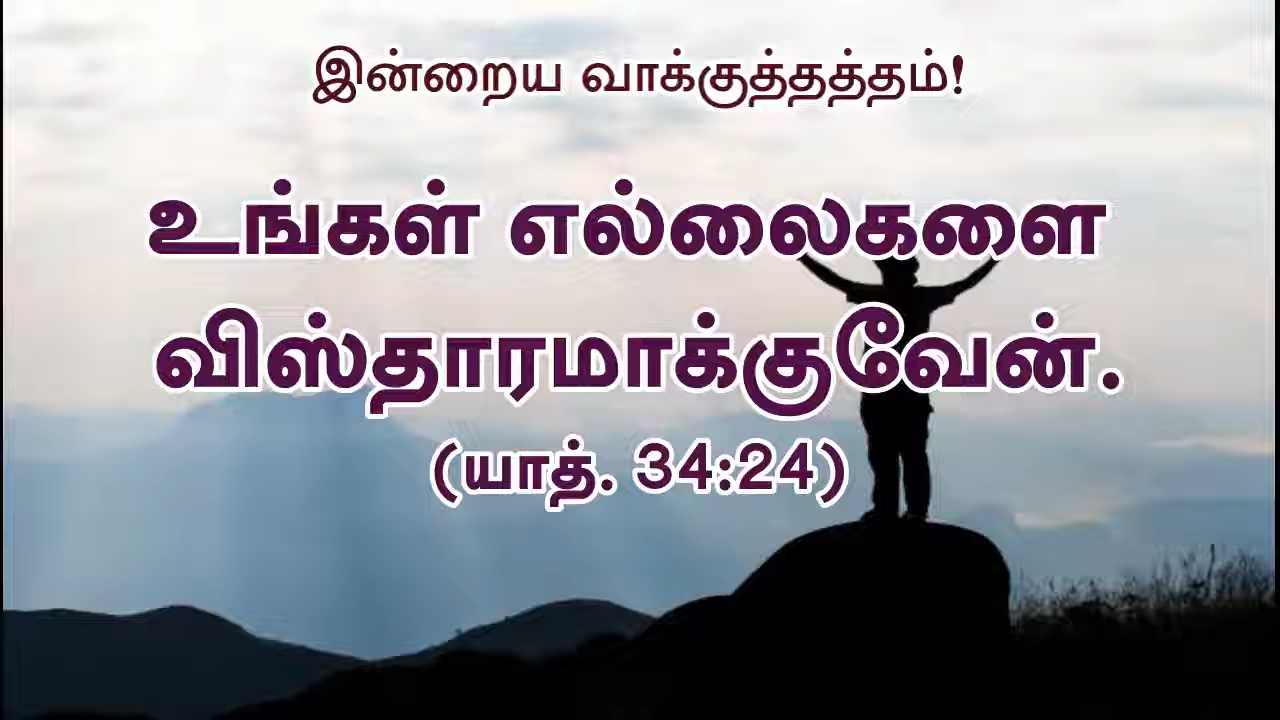 இன்றைய வாக்குத்தத்தம்!
உங்கள் எல்லைகளை
விஸ்தாரமாக்குவேன்.
(யாத். 34:24)